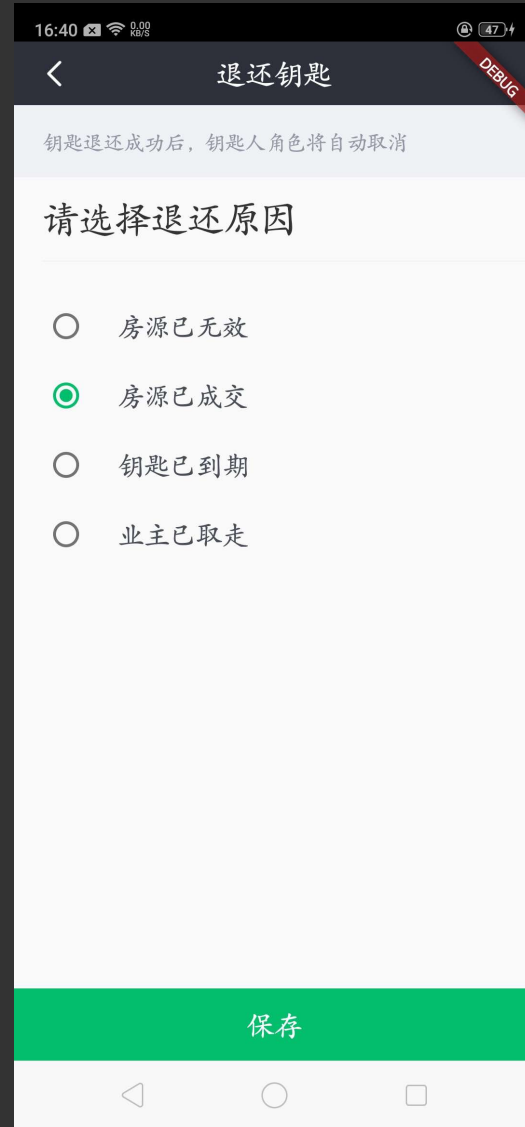 16:40 0.00 KB/S 47
退还钥匙
DEBUG
钥匙退还成功后，钥匙人角色将自动取消
请选择退还原因
房源已无效
房源已成交
钥匙已到期
业主已取走
保存